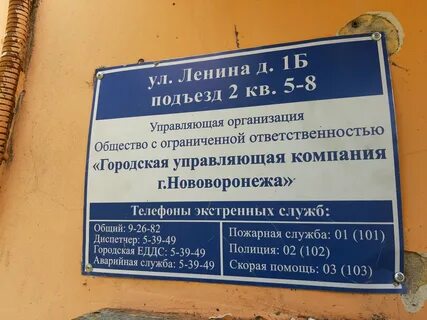 ул. Ленина д. 1Б
подъезд 2 кв. 5-8
Управляющая организация
Общество с ограниченной ответственностью
«Городская управляющая компания
г.Нововоронежа»
Телефоны экстренных служб:
Общий: 9-26-82
Диспетчер: 5-39-49
Городская ЕДДС: 5-39-49
Аварийная служба: 5-39-49
Пожарная служба: 01 (101)
Полиция: 02 (102)
Скорая помощь: 03 (103)